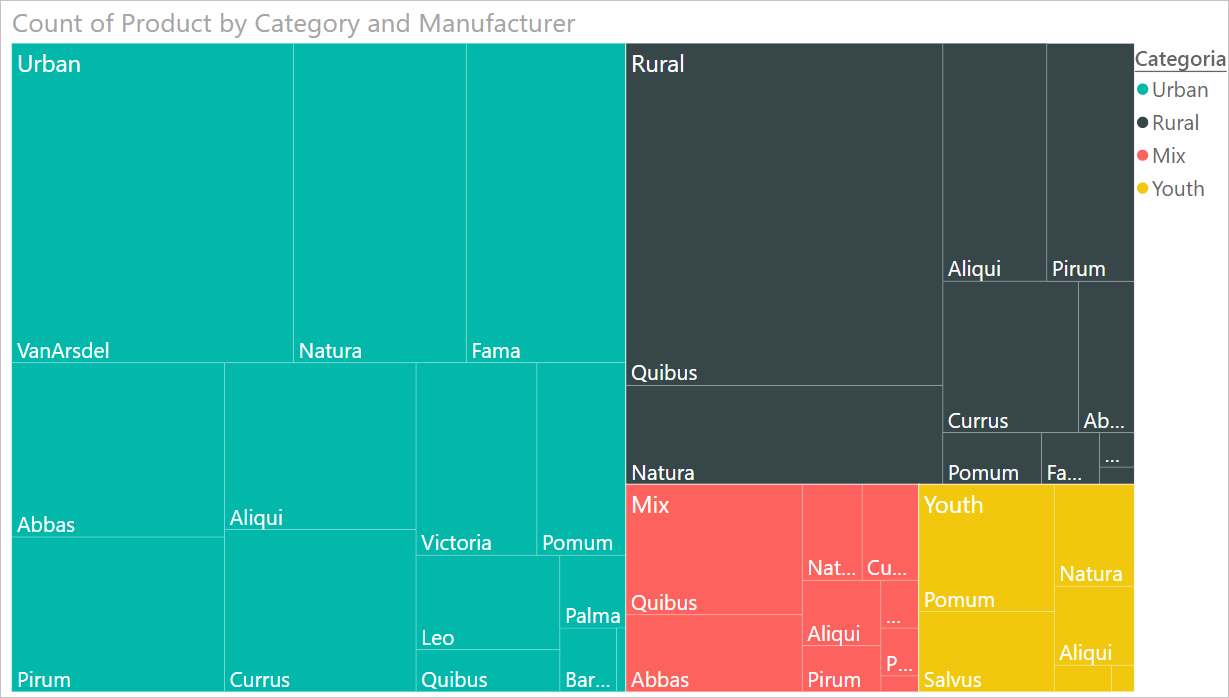 Count of Product by Category and Manufacturer
Urban
VanArsdel
Natura
Fama
Abbas
Aliqui
Victoria
Pomum
Pirum
Currus
Leo
Palma
Quibus
Bar...
Rural
Quibus
Aliqui
Pirum
Natura
Currus
Ab...
Pomum
Fa...
...
Mix
Quibus
Nat...
Cu...
Abbas
Aliqui
...
Pirum
P...
Youth
Pomum
Natura
Salvus
Aliqui
Categoria
Urban
Rural
Mix
Youth